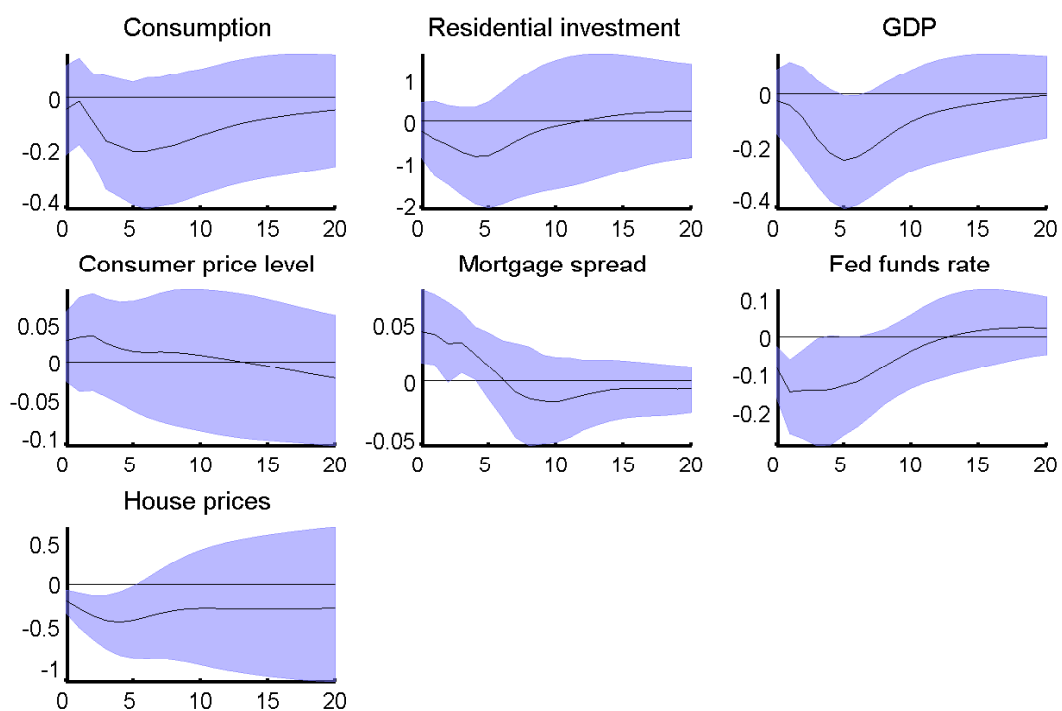 Consumption
0
-0.2
-0.4
0 5 10 15 20
Residential investment
1
0
-1
-2
0 5 10 15 20
GDP
0
-0.2
-0.4
0 5 10 15 20
Consumer price level
0.05
0
-0.05
-0.1
0 5 10 15 20
Mortgage spread
0.05
0
-0.05
0 5 10 15 20
Fed funds rate
0.1
0
-0.1
-0.2
0 5 10 15 20
House prices
0.5
0
-0.5
-1
0 5 10 15 20